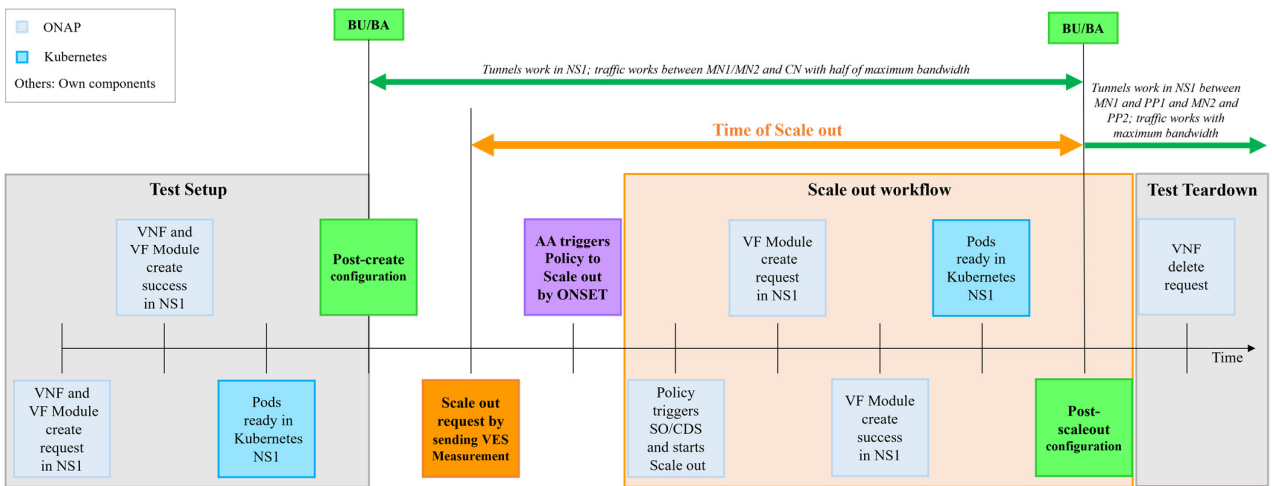 ONAP
Kubernetes
Others: Own components
BU/BA
BU/BA
Tunnels work in NS1; traffic works between MN1/MN2 and CN with half of maximum bandwidth
Tunnels work in NS1 between
MN1 and PP1 and MN2 and
PP2; traffic works with
maximum bandwidth
Time of Scale out
Test Setup
Scale out workflow
Test Teardown
VNF and
VF Module
create
success
in NS1
Post-create
configuration
AA triggers
Policy to
Scale out
by ONSET
VF Module
create
request
in NS1
Pods
ready in
Kubernetes
NS1
VNF
delete
request
Time
VNF and
VF Module
create
request
in NS1
Pods
ready in
Kubernetes
NS1
Scale out
request by
sending VES
Measurement
Policy
triggers
SO/CDS
and starts
Scale out
VF Module
create
success
in NS1
Post-
scaleout
configuration